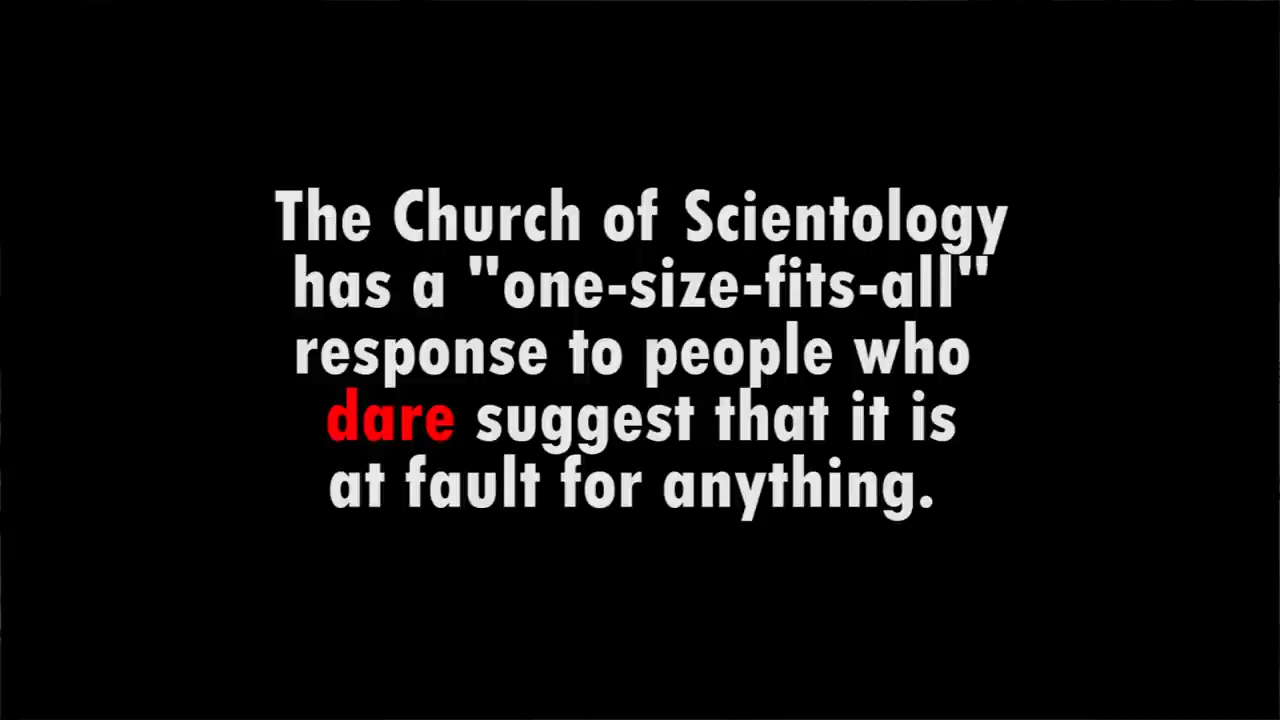 The Church of Scientology
has a "one-size-fits-all"
response to people who
dare suggest that it is
at fault for anything.